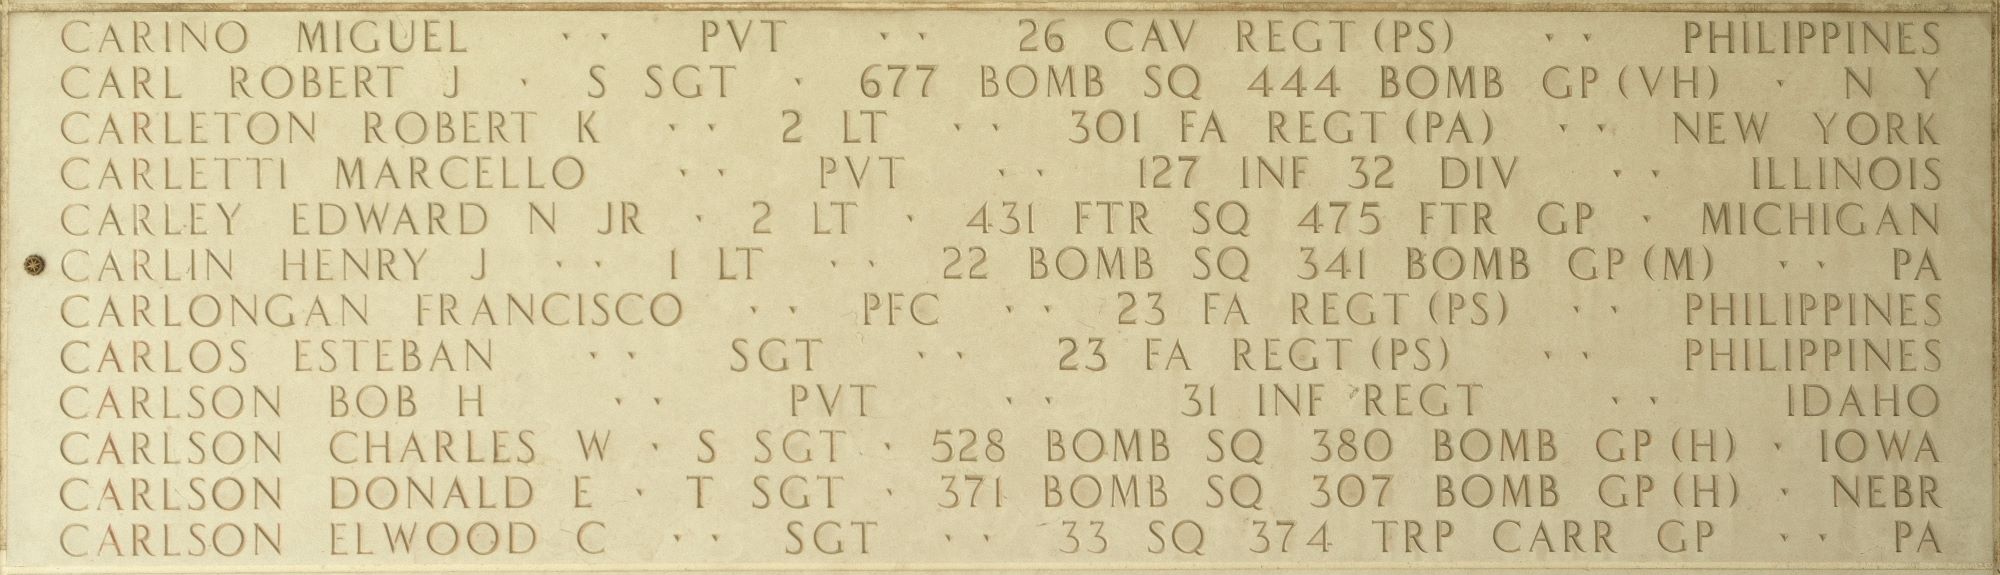 CARINO MIGUEL · · PVT · · 26 CAV REGT (PS) · · PHILIPPINES
CARL ROBERT J · S SGT · 677 BOMB SQ 444 BOMB GP (VH) · N Y
CARLETON ROBERT K · · 2 LT · · 301 FA REGT (PA) · · NEW YORK
CARLETTI MARCELLO · · PVT · · 127 INF 32 DIV · · ILLINOIS
CARLEY EDWARD N JR · 2 LT · 431 FTR SQ 475 FTR GP · MICHIGAN
CARLIN HENRY J · · 1 LT · · 22 BOMB SQ 341 BOMB GP (M) · · PA
CARLONGAN FRANCISCO · · PFC · · 23 FA REGT (PS) · · PHILIPPINES
CARLOS ESTEBAN · · SGT · · 23 FA REGT (PS) · · PHILIPPINES
CARLSON BOB H · · PVT · · 31 INF REGT · · IDAHO
CARLSON CHARLES W · S SGT · 528 BOMB SQ 380 BOMB GP (H) · IOWA
CARLSON DONALD E · T SGT · 371 BOMB SQ 307 BOMB GP (H) · NEBR
CARLSON ELWOOD C · · SGT · · 33 SQ 374 TRP CARR GP · · PA